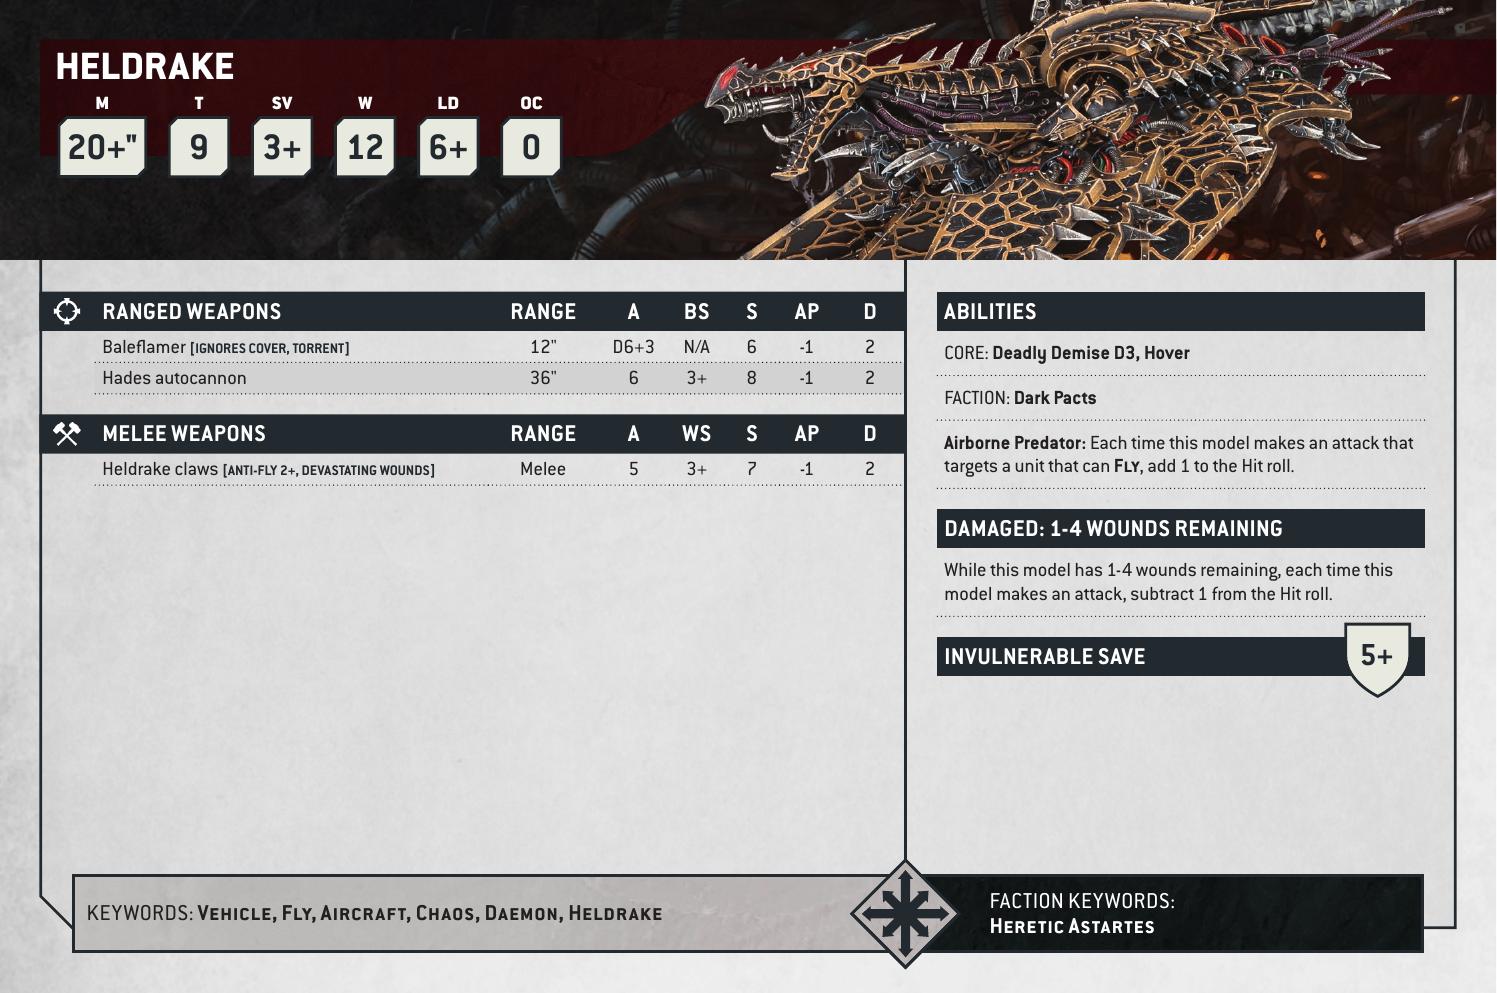 HELDRAKE
M T SV W LD OC
20+" 9 3+ 12 6+ 0
RANGED WEAPONS RANGE A BS S AP D
Baleflamer [IGNORES COVER, TORRENT] 12" D6+3 N/A 6 -1 2
Hades autocannon 36" 6 3+ 8 -1 2
MELEE WEAPONS RANGE A WS S AP D
Heldrake claws [ANTI-FLY 2+, DEVASTATING WOUNDS] Melee 5 3+ 7 -1 2
ABILITIES
CORE: Deadly Demise D3, Hover
FACTION: Dark Pacts
Airborne Predator: Each time this model makes an attack that
targets a unit that can FLY, add 1 to the Hit roll.
DAMAGED: 1-4 WOUNDS REMAINING
While this model has 1-4 wounds remaining, each time this
model makes an attack, subtract 1 from the Hit roll.
INVULNERABLE SAVE 5+
KEYWORDS: VEHICLE, FLY, AIRCRAFT, CHAOS, DAEMON, HELDRAKE
FACTION KEYWORDS:
HERETIC ASTARTES